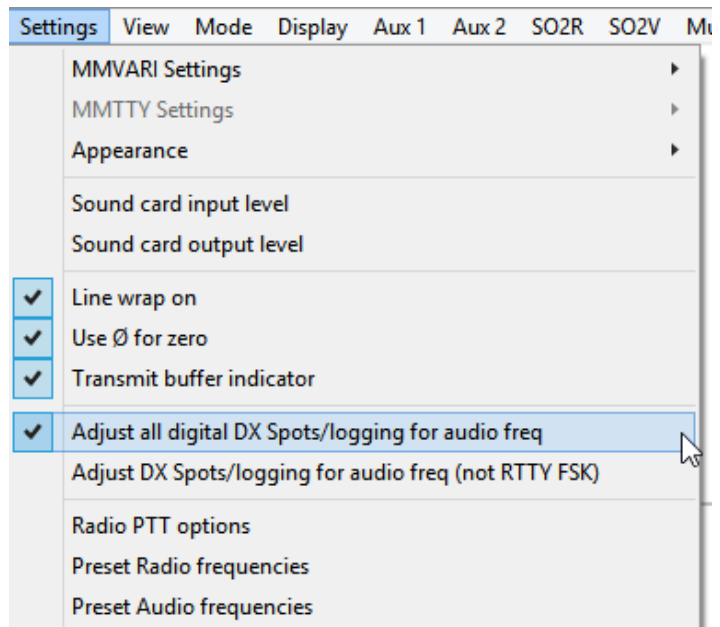 Settings View Mode Display Aux 1 Aux 2 SO2R SO2V Mu
MMVARI Settings
MMTTY Settings
Appearance
Sound card input level
Sound card output level
Line wrap on
Use Ø for zero
Transmit buffer indicator
Adjust all digital DX Spots/logging for audio freq
Adjust DX Spots/logging for audio freq (not RTTY FSK)
Radio PTT options
Preset Radio frequencies
Preset Audio frequencies